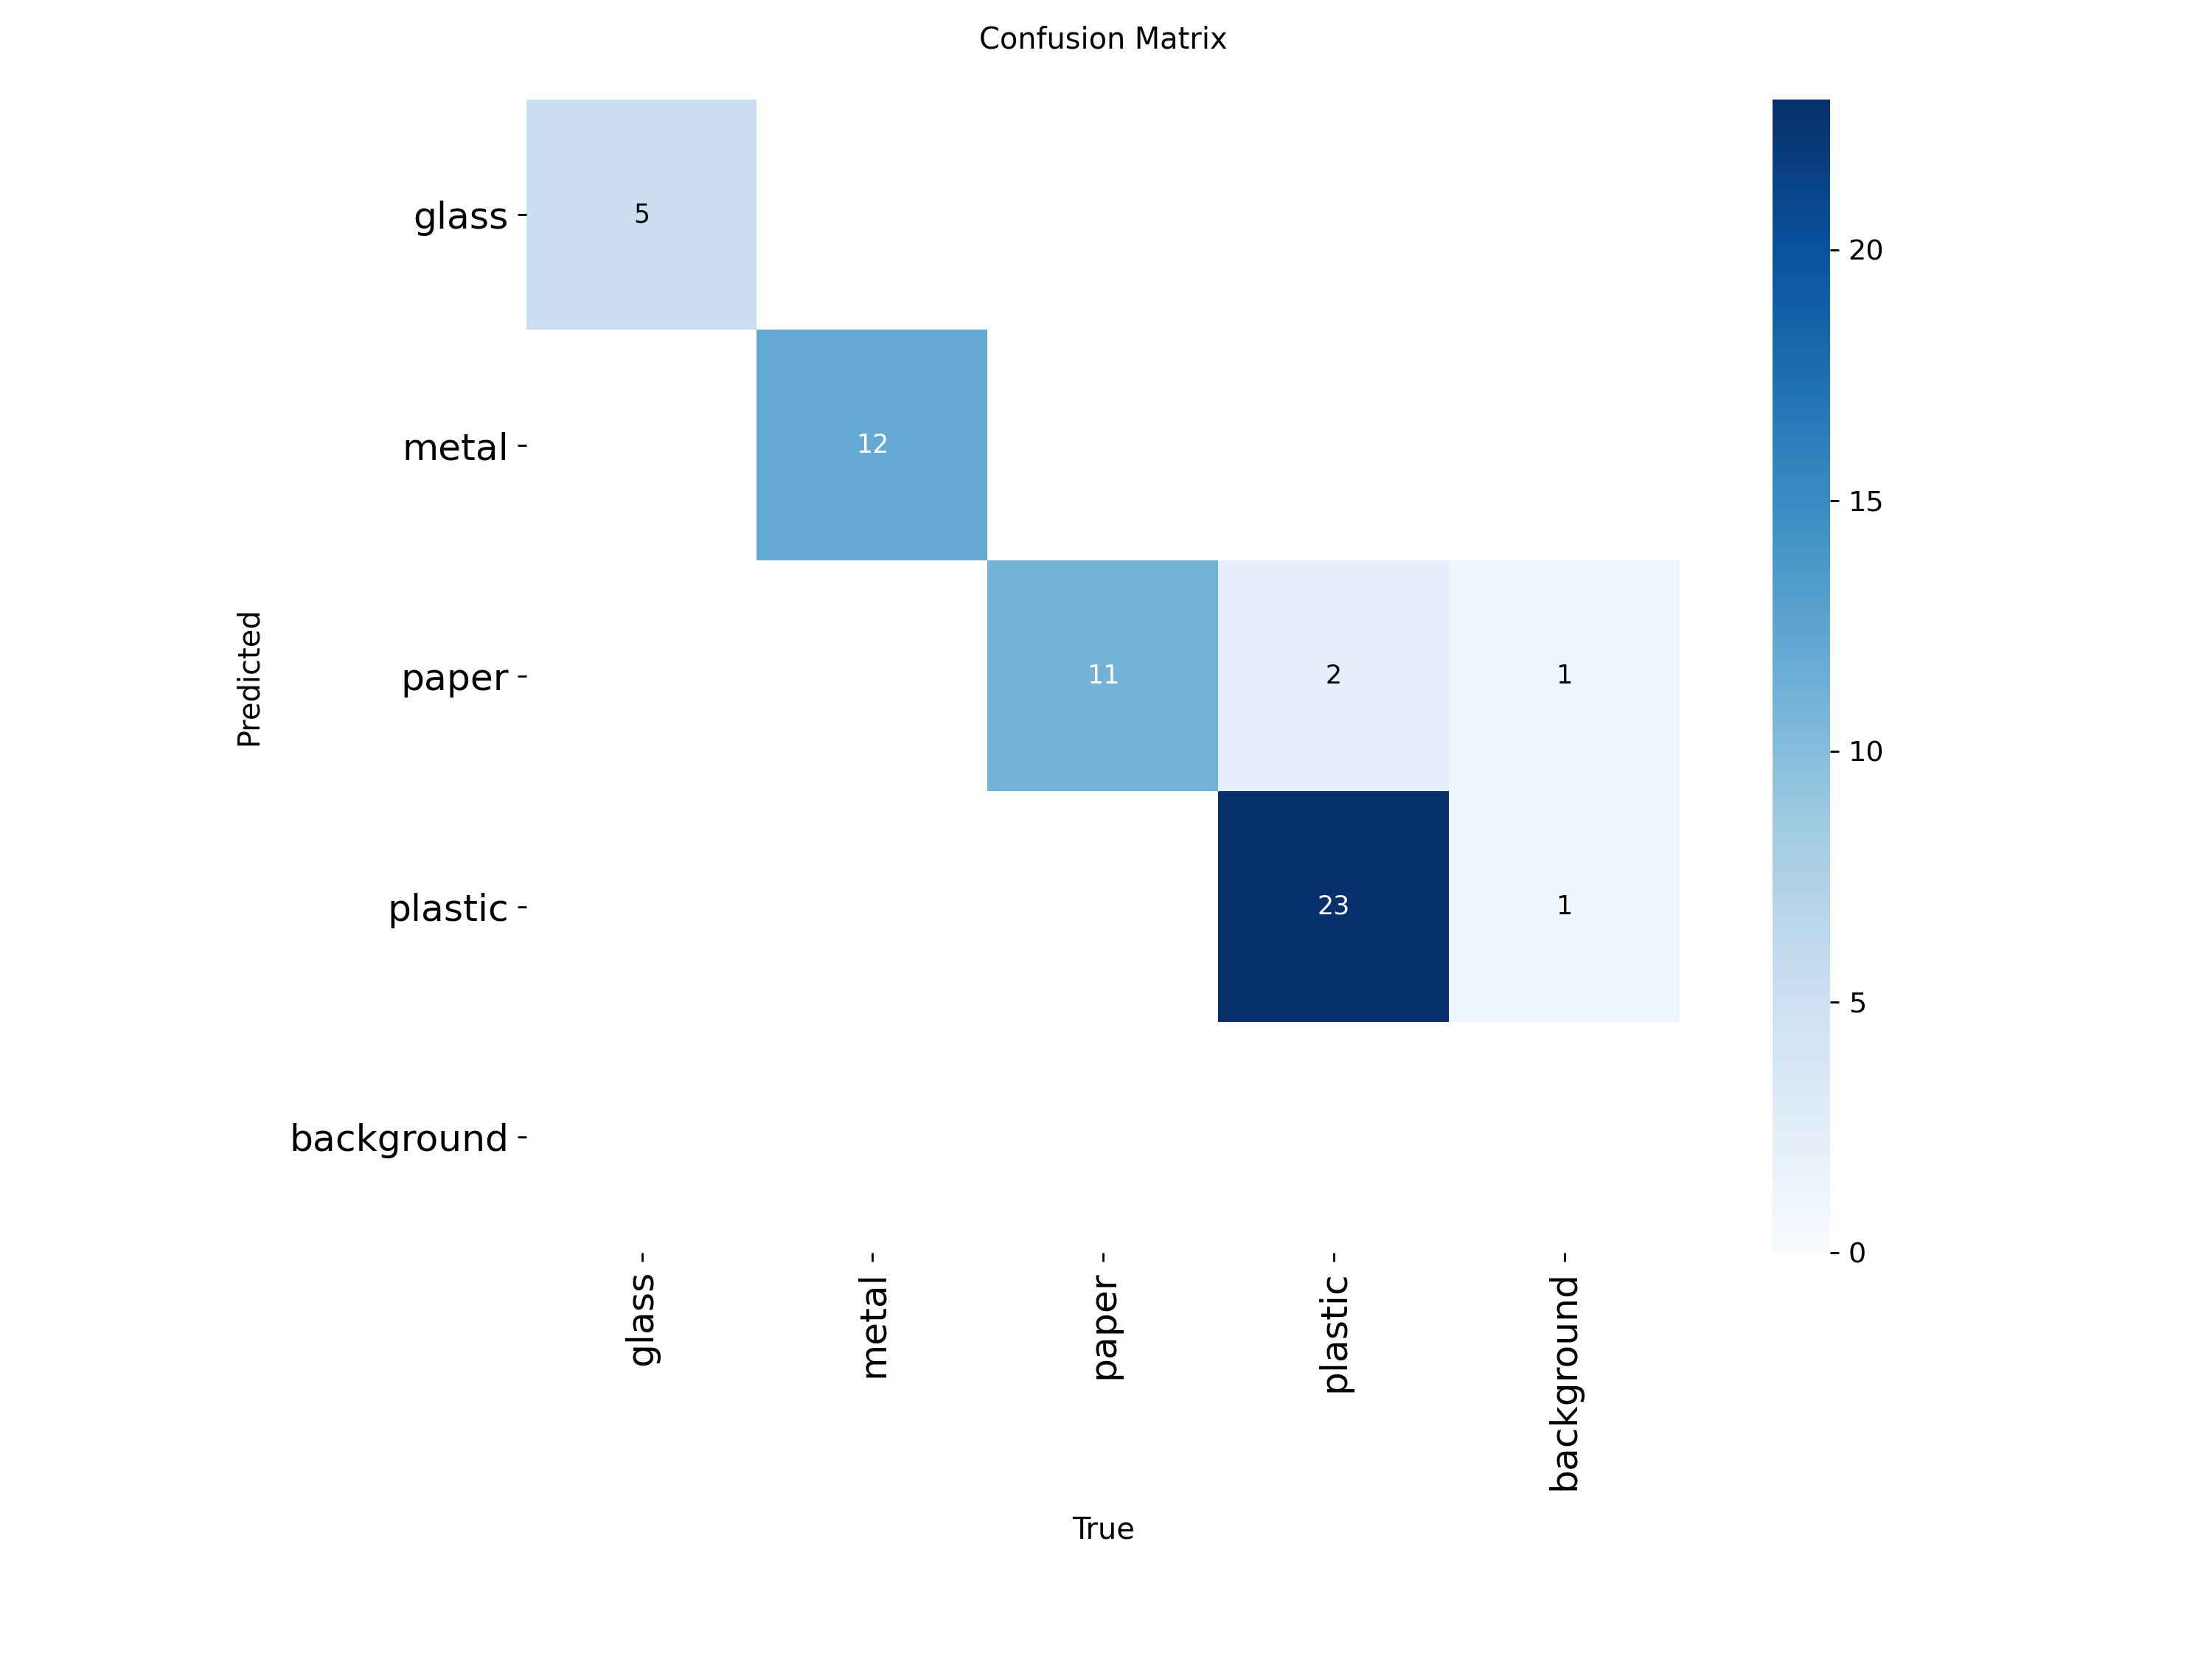 Confusion Matrix
glass
5
metal
12
paper
11 2 1
plastic
23 1
background
Predicted
glass metal paper plastic background
True
20
15
10
5
0